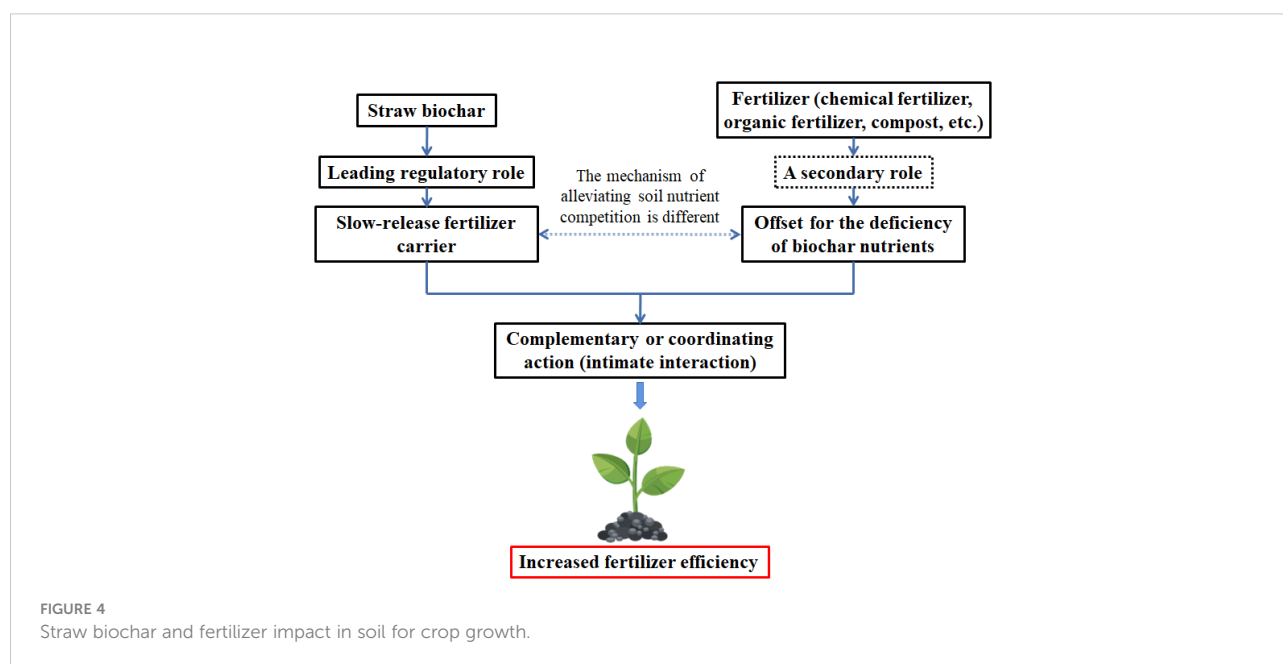 Straw biochar
Fertilizer (chemical fertilizer,
organic fertilizer, compost, etc.)
Leading regulatory role
The mechanism of
alleviating soil nutrient
competition is different
A secondary role
Slow-release fertilizer
carrier
Offset for the deficiency
of biochar nutrients
Complementary or coordinating
action (intimate interaction)
Increased fertilizer efficiency
FIGURE 4
Straw biochar and fertilizer impact in soil for crop growth.